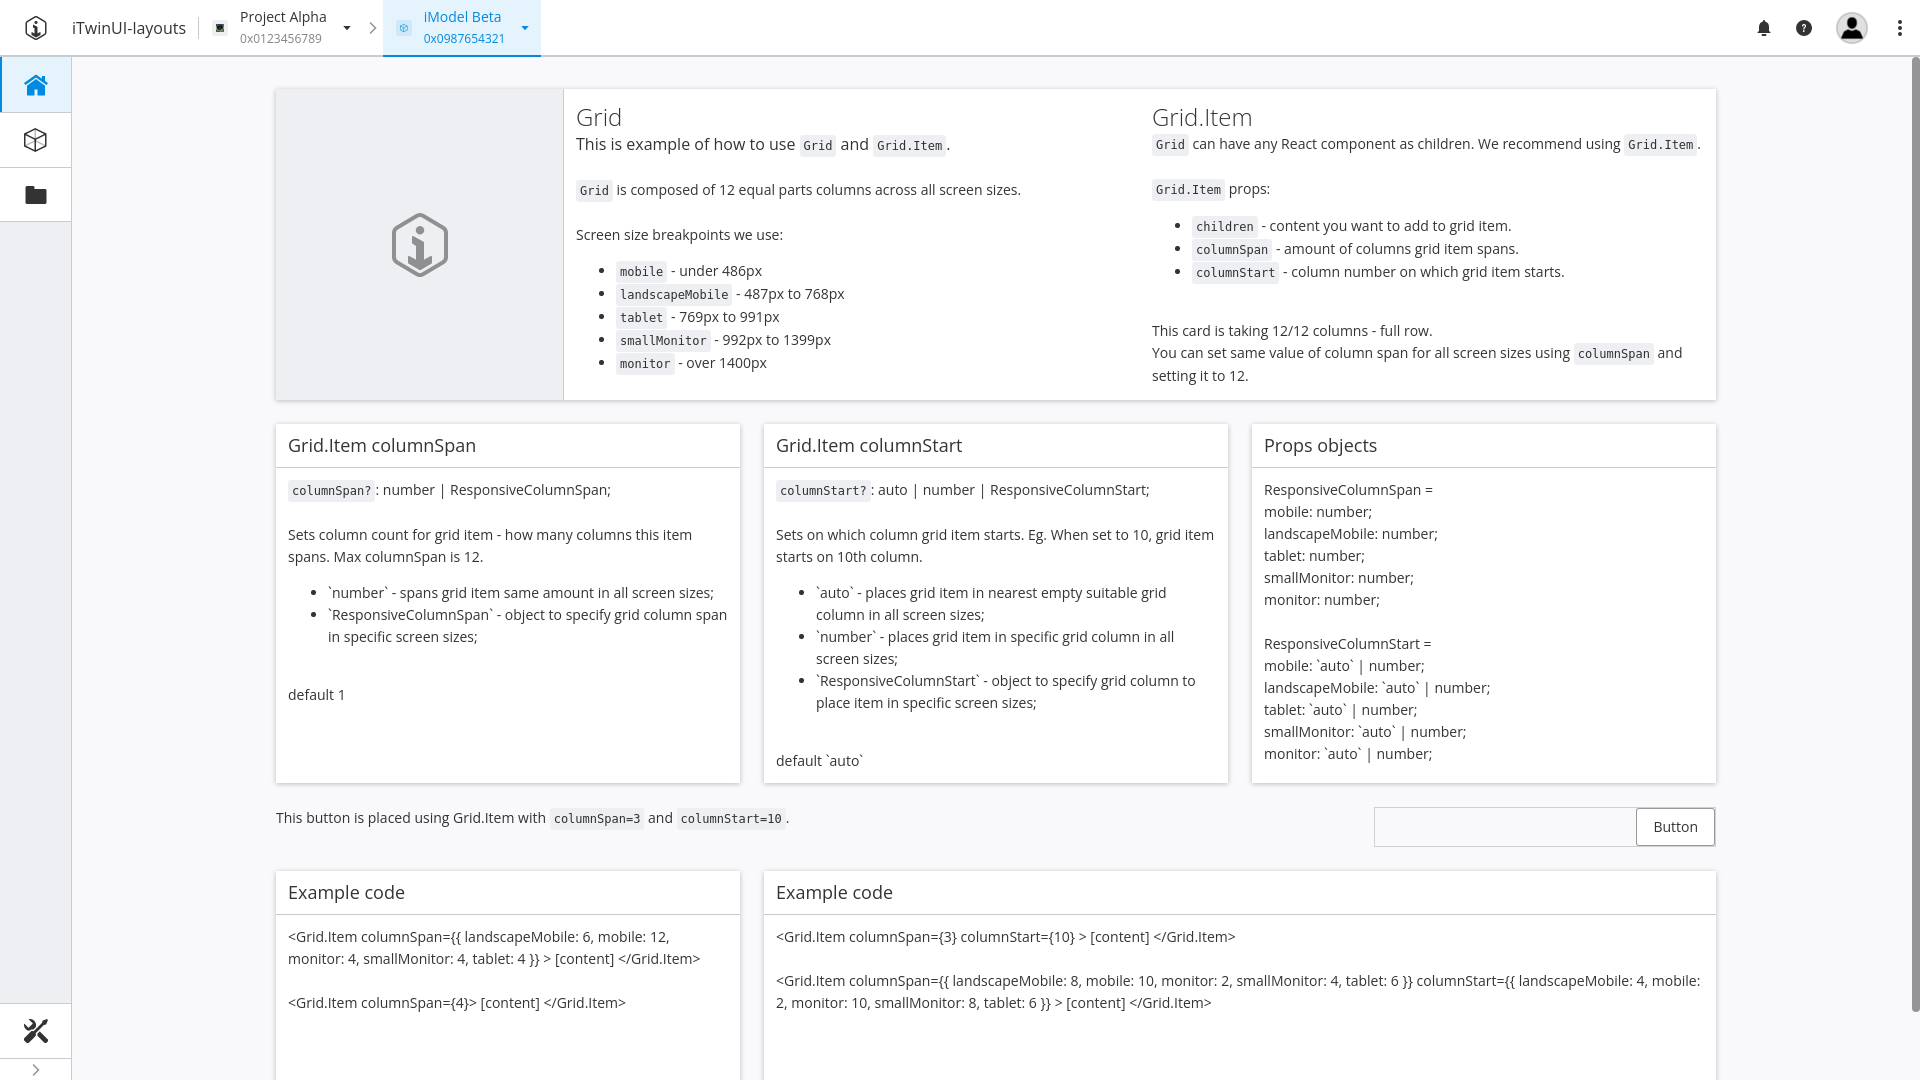 iTwinUI-layouts
Project Alpha
0x0123456789
iModel Beta
0x0987654321
Grid
This is example of how to use Grid and Grid.Item.
Grid is composed of 12 equal parts columns across all screen sizes.
Screen size breakpoints we use:
mobile - under 486px
landscapeMobile - 487px to 768px
tablet - 769px to 991px
smallMonitor - 992px to 1399px
monitor - over 1400px
Grid.Item
Grid can have any React component as children. We recommend using Grid.Item.
Grid.Item props:
children - content you want to add to grid item.
columnSpan - amount of columns grid item spans.
columnStart - column number on which grid item starts.
This card is taking 12/12 columns - full row.
You can set same value of column span for all screen sizes using columnSpan and
setting it to 12.
Grid.Item columnSpan
columnSpan?: number | ResponsiveColumnSpan;
Sets column count for grid item - how many columns this item
spans. Max columnSpan is 12.
`number` - spans grid item same amount in all screen sizes;
`ResponsiveColumnSpan` - object to specify grid column span
in specific screen sizes;
default 1
Grid.Item columnStart
columnStart?: auto | number | ResponsiveColumnStart;
Sets on which column grid item starts. Eg. When set to 10, grid item
starts on 10th column.
`auto` - places grid item in nearest empty suitable grid
column in all screen sizes;
`number` - places grid item in specific grid column in all
screen sizes;
`ResponsiveColumnStart` - object to specify grid column to
place item in specific screen sizes;
default `auto`
Props objects
ResponsiveColumnSpan =
mobile: number;
landscapeMobile: number;
tablet: number;
smallMonitor: number;
monitor: number;
ResponsiveColumnStart =
mobile: `auto` | number;
landscapeMobile: `auto` | number;
tablet: `auto` | number;
smallMonitor: `auto` | number;
monitor: `auto` | number;
This button is placed using Grid.Item with columnSpan=3 and columnStart=10.
Button
Example code
<Grid.Item columnSpan={{ landscapeMobile: 6, mobile: 12,
monitor: 4, smallMonitor: 4, tablet: 4 }} > [content] </Grid.Item>
<Grid.Item columnSpan={4}> [content] </Grid.Item>
Example code
<Grid.Item columnSpan={3} columnStart={10} > [content] </Grid.Item>
<Grid.Item columnSpan={{ landscapeMobile: 8, mobile: 10, monitor: 2, smallMonitor: 4, tablet: 6 }} columnStart={{ landscapeMobile: 4, mobile:
2, monitor: 10, smallMonitor: 8, tablet: 6 }} > [content] </Grid.Item>